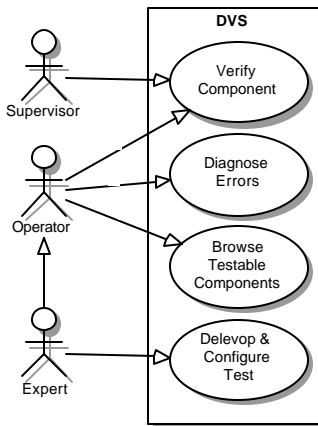 DVS
Verify
Component
Supervisor
Diagnose
Errors
Operator
Browse
Testable
Components
Delevop &
Configure
Test
Expert